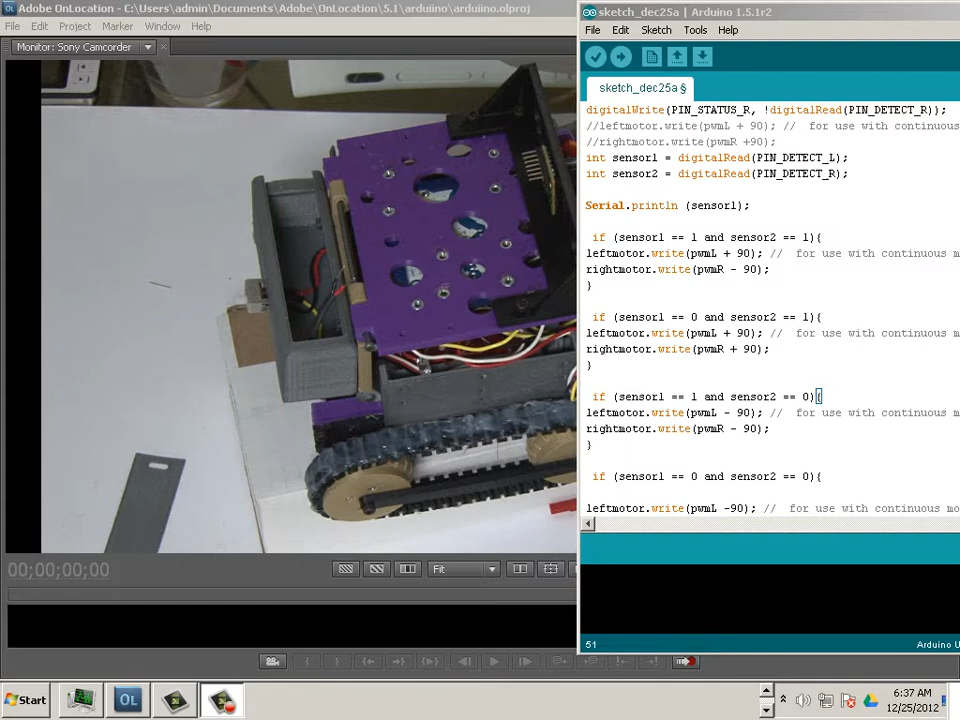 Adobe OnLocation - C:\Users\admin\Documents\Adobe\OnLocation\5.1\arduiino\arduiino.olproj
File Edit Project Marker Window Help
Monitor: Sony Camcorder
00;00;00;00
Fit
sketch_dec25a | Arduino 1.5.1r2
File Edit Sketch Tools Help
sketch_dec25a §
digitalWrite(PIN_STATUS_R, !digitalRead(PIN_DETECT_R));
//leftmotor.write(pwmL + 90); // for use with continuous
//rightmotor.write(pwmR +90);
int sensor1 = digitalRead(PIN_DETECT_L);
int sensor2 = digitalRead(PIN_DETECT_R);
Serial.println (sensor1);
if (sensor1 == 1 and sensor2 == 1){
leftmotor.write(pwmL + 90); // for use with continuous m
rightmotor.write(pwmR - 90);
}
if (sensor1 == 0 and sensor2 == 1){
leftmotor.write(pwmL + 90); // for use with continuous m
rightmotor.write(pwmR + 90);
}
if (sensor1 == 1 and sensor2 == 0){
leftmotor.write(pwmL - 90); // for use with continuous m
rightmotor.write(pwmR - 90);
}
if (sensor1 == 0 and sensor2 == 0){
leftmotor.write(pwmL -90); // for use with continuous mo
51
Arduino U
Start
OL
6:37 AM
12/25/2012